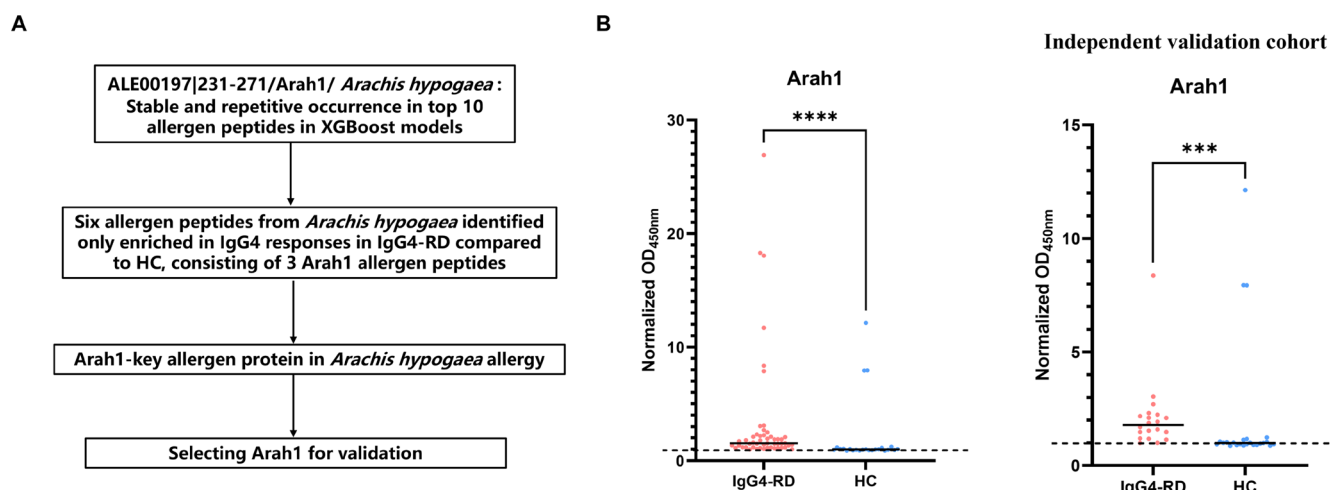 A
ALE00197|231-271/Arah1/ Arachis hypogaea :
Stable and repetitive occurrence in top 10
allergen peptides in XGBoost models
Six allergen peptides from Arachis hypogaea identified
only enriched in IgG4 responses in IgG4-RD compared
to HC, consisting of 3 Arah1 allergen peptides
Arah1-key allergen protein in Arachis hypogaea allergy
Selecting Arah1 for validation
B
Arah1
****
Normalized OD450nm
30
20
10
0
IgG4-RD
HC
Independent validation cohort
Arah1
***
Normalized OD450nm
15
10
5
0
IgG4-RD
HC